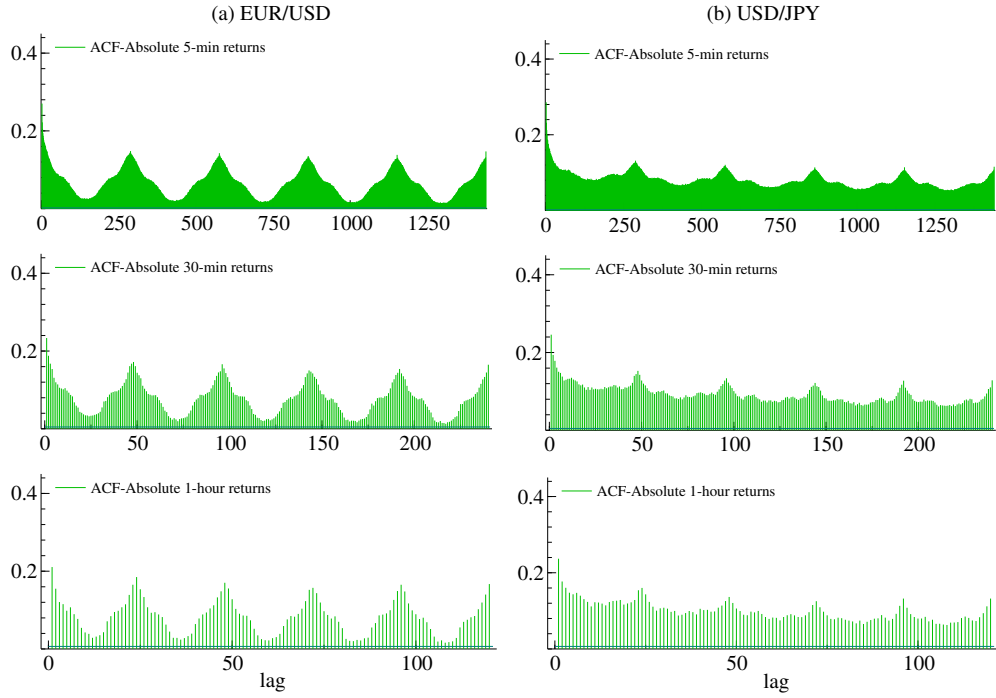 (a) EUR/USD
(b) USD/JPY
ACF-Absolute 5-min returns
0.4
0.2
0 250 500 750 1000 1250
ACF-Absolute 5-min returns
0.4
0.2
0 250 500 750 1000 1250
ACF-Absolute 30-min returns
0.4
0.2
0 50 100 150 200
ACF-Absolute 30-min returns
0.4
0.2
0 50 100 150 200
ACF-Absolute 1-hour returns
0.4
0.2
0 50 100
lag
ACF-Absolute 1-hour returns
0.4
0.2
0 50 100
lag